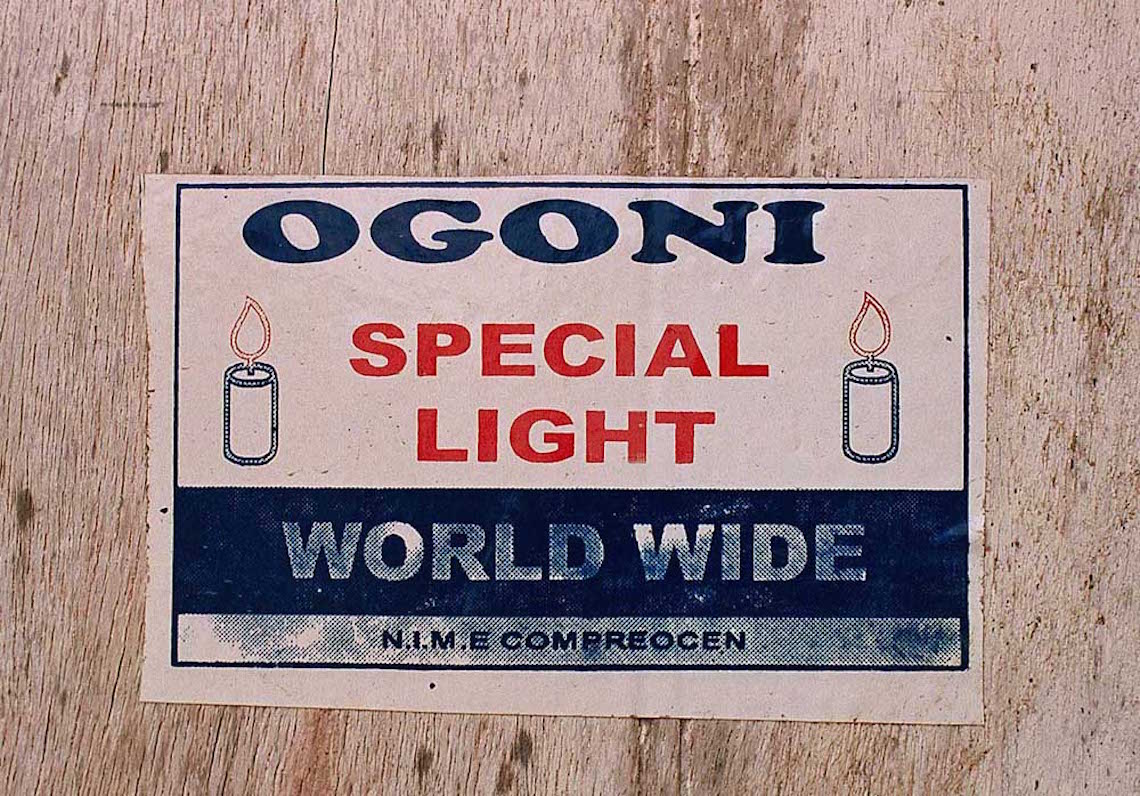 OGONI
SPECIAL
LIGHT
WORLD WIDE
N.I.M.E COMPREOCEN